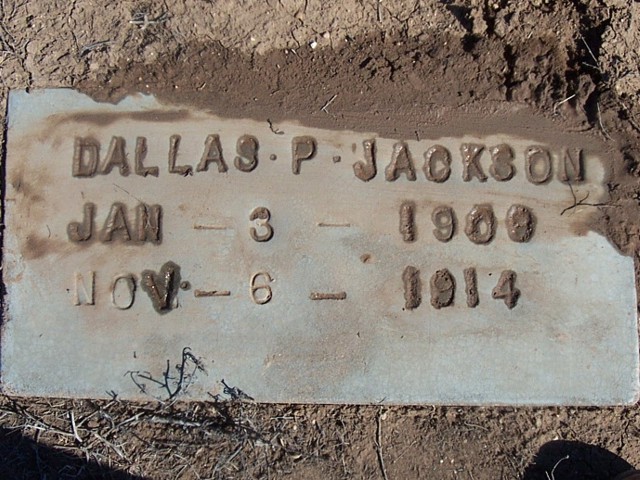 DALLAS·P·JACKSON
JAN – 3 – 1909
NOV – 6 – 1914